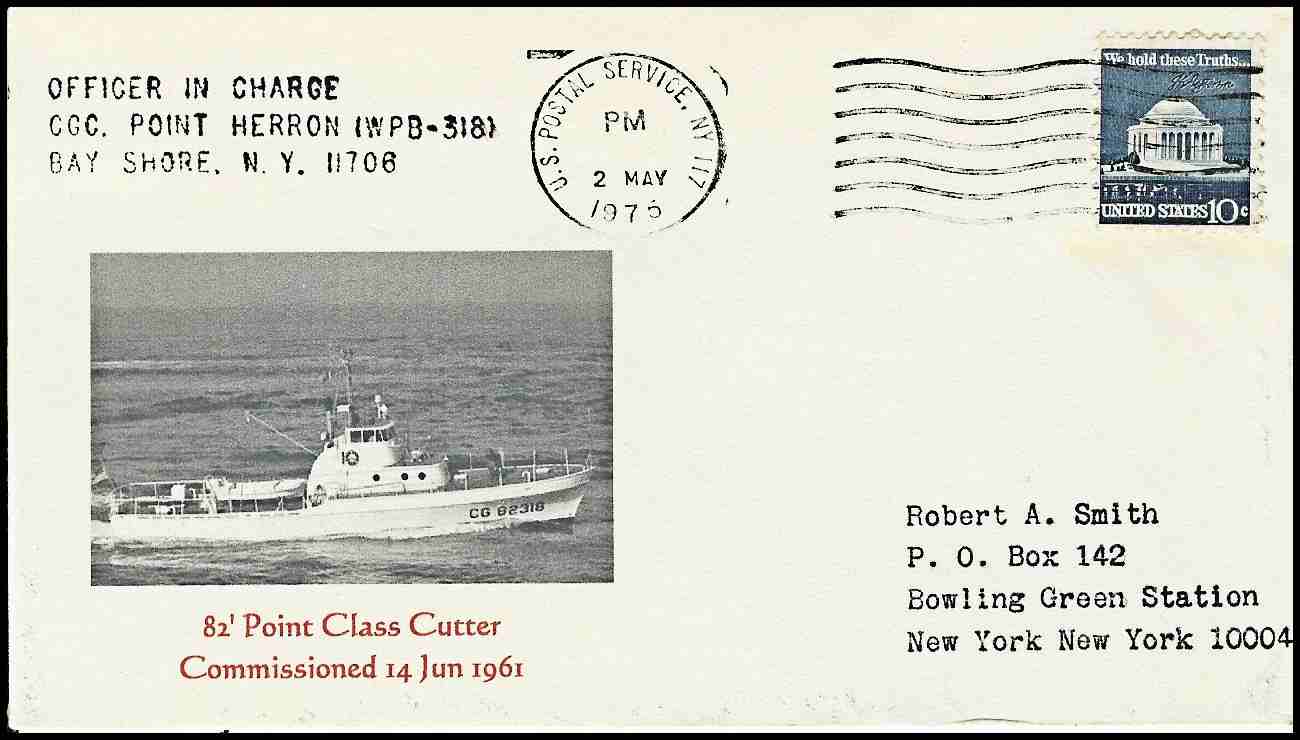 OFFICER IN CHARGE
CGC. POINT HERRON (WPB-318)
BAY SHORE, N. Y. 11706
U.S. POSTAL SERVICE, NY 117
PM
2 MAY
1975
We hold these Truths...
UNITED STATES 10c
CG 82318
82' Point Class Cutter
Commissioned 14 Jun 1961
Robert A. Smith
P. O. Box 142
Bowling Green Station
New York New York 10004